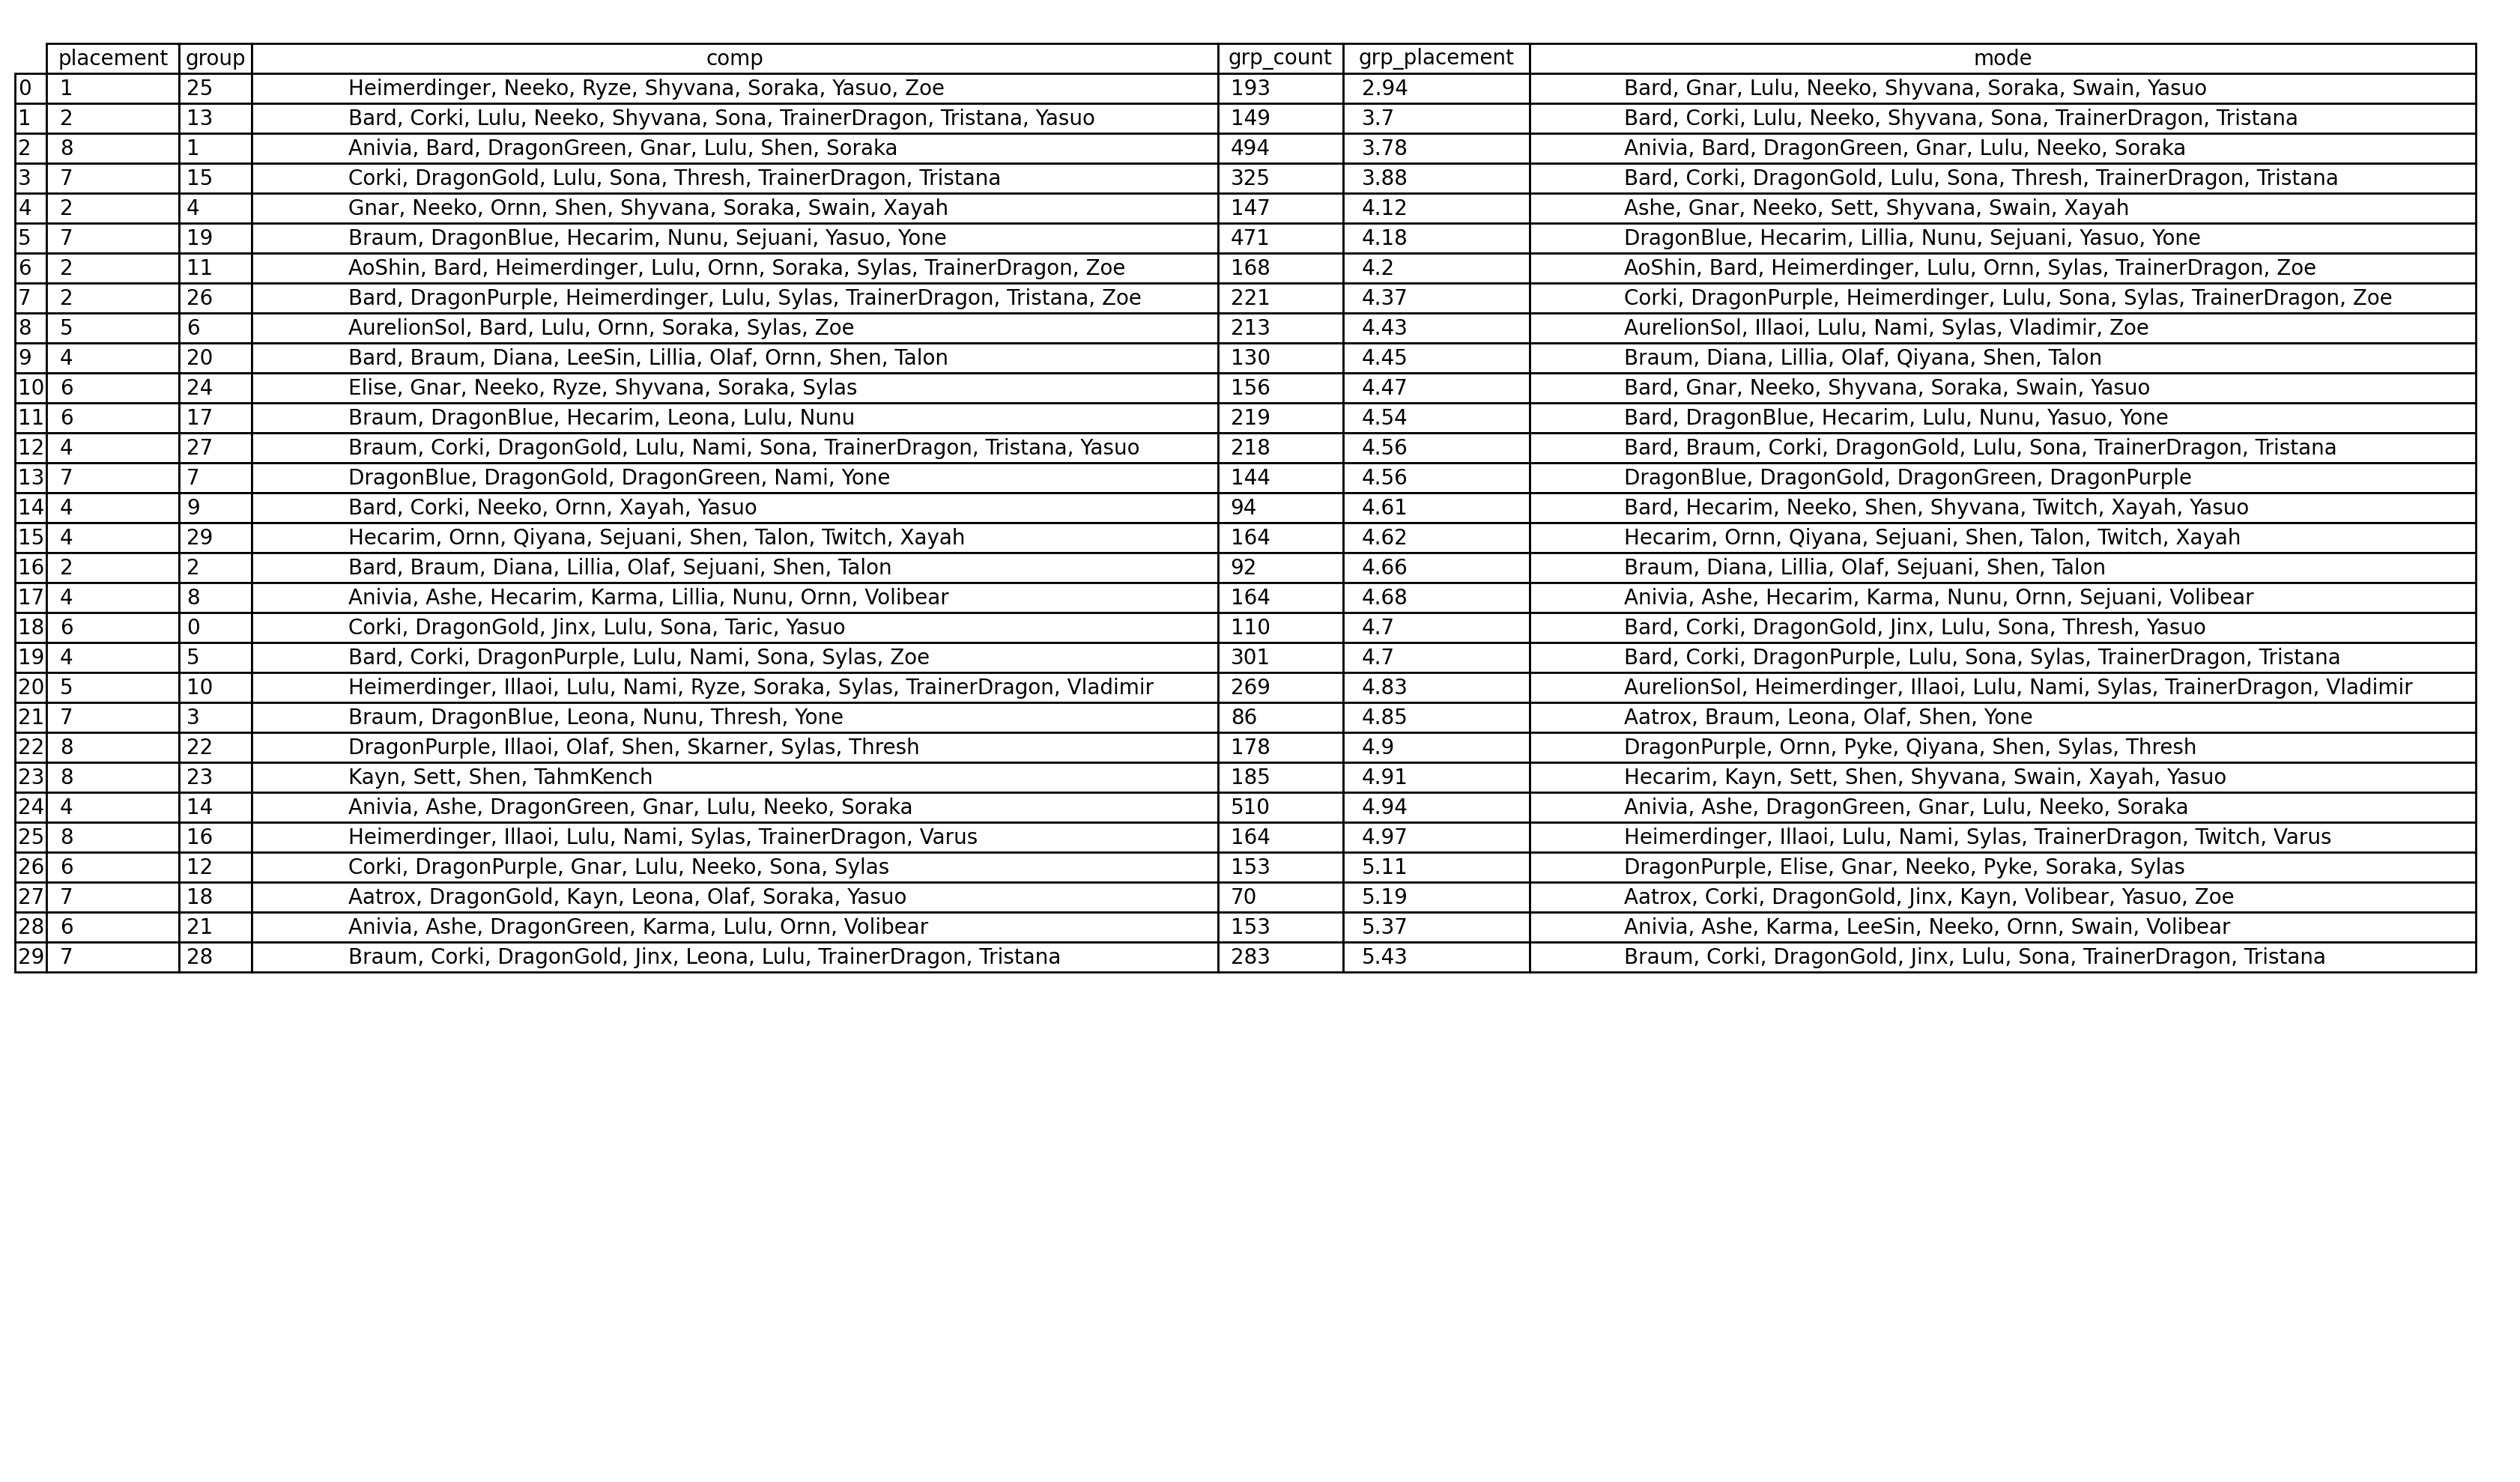 placement group comp grp_count grp_placement mode
0 1 25 Heimerdinger, Neeko, Ryze, Shyvana, Soraka, Yasuo, Zoe 193 2.94 Bard, Gnar, Lulu, Neeko, Shyvana, Soraka, Swain, Yasuo
1 2 13 Bard, Corki, Lulu, Neeko, Shyvana, Sona, TrainerDragon, Tristana, Yasuo 149 3.7 Bard, Corki, Lulu, Neeko, Shyvana, Sona, TrainerDragon, Tristana
2 8 1 Anivia, Bard, DragonGreen, Gnar, Lulu, Shen, Soraka 494 3.78 Anivia, Bard, DragonGreen, Gnar, Lulu, Neeko, Soraka
3 7 15 Corki, DragonGold, Lulu, Sona, Thresh, TrainerDragon, Tristana 325 3.88 Bard, Corki, DragonGold, Lulu, Sona, Thresh, TrainerDragon, Tristana
4 2 4 Gnar, Neeko, Ornn, Shen, Shyvana, Soraka, Swain, Xayah 147 4.12 Ashe, Gnar, Neeko, Sett, Shyvana, Swain, Xayah
5 7 19 Braum, DragonBlue, Hecarim, Nunu, Sejuani, Yasuo, Yone 471 4.18 DragonBlue, Hecarim, Lillia, Nunu, Sejuani, Yasuo, Yone
6 2 11 AoShin, Bard, Heimerdinger, Lulu, Ornn, Soraka, Sylas, TrainerDragon, Zoe 168 4.2 AoShin, Bard, Heimerdinger, Lulu, Ornn, Sylas, TrainerDragon, Zoe
7 2 26 Bard, DragonPurple, Heimerdinger, Lulu, Sylas, TrainerDragon, Tristana, Zoe 221 4.37 Corki, DragonPurple, Heimerdinger, Lulu, Sona, Sylas, TrainerDragon, Zoe
8 5 6 AurelionSol, Bard, Lulu, Ornn, Soraka, Sylas, Zoe 213 4.43 AurelionSol, Illaoi, Lulu, Nami, Sylas, Vladimir, Zoe
9 4 20 Bard, Braum, Diana, LeeSin, Lillia, Olaf, Ornn, Shen, Talon 130 4.45 Braum, Diana, Lillia, Olaf, Qiyana, Shen, Talon
10 6 24 Elise, Gnar, Neeko, Ryze, Shyvana, Soraka, Sylas 156 4.47 Bard, Gnar, Neeko, Shyvana, Soraka, Swain, Yasuo
11 6 17 Braum, DragonBlue, Hecarim, Leona, Lulu, Nunu 219 4.54 Bard, DragonBlue, Hecarim, Lulu, Nunu, Yasuo, Yone
12 4 27 Braum, Corki, DragonGold, Lulu, Nami, Sona, TrainerDragon, Tristana, Yasuo 218 4.56 Bard, Braum, Corki, DragonGold, Lulu, Sona, TrainerDragon, Tristana
13 7 7 DragonBlue, DragonGold, DragonGreen, Nami, Yone 144 4.56 DragonBlue, DragonGold, DragonGreen, DragonPurple
14 4 9 Bard, Corki, Neeko, Ornn, Xayah, Yasuo 94 4.61 Bard, Hecarim, Neeko, Shen, Shyvana, Twitch, Xayah, Yasuo
15 4 29 Hecarim, Ornn, Qiyana, Sejuani, Shen, Talon, Twitch, Xayah 164 4.62 Hecarim, Ornn, Qiyana, Sejuani, Shen, Talon, Twitch, Xayah
16 2 2 Bard, Braum, Diana, Lillia, Olaf, Sejuani, Shen, Talon 92 4.66 Braum, Diana, Lillia, Olaf, Sejuani, Shen, Talon
17 4 8 Anivia, Ashe, Hecarim, Karma, Lillia, Nunu, Ornn, Volibear 164 4.68 Anivia, Ashe, Hecarim, Karma, Nunu, Ornn, Sejuani, Volibear
18 6 0 Corki, DragonGold, Jinx, Lulu, Sona, Taric, Yasuo 110 4.7 Bard, Corki, DragonGold, Jinx, Lulu, Sona, Thresh, Yasuo
19 4 5 Bard, Corki, DragonPurple, Lulu, Nami, Sona, Sylas, Zoe 301 4.7 Bard, Corki, DragonPurple, Lulu, Sona, Sylas, TrainerDragon, Tristana
20 5 10 Heimerdinger, Illaoi, Lulu, Nami, Ryze, Soraka, Sylas, TrainerDragon, Vladimir 269 4.83 AurelionSol, Heimerdinger, Illaoi, Lulu, Nami, Sylas, TrainerDragon, Vladimir
21 7 3 Braum, DragonBlue, Leona, Nunu, Thresh, Yone 86 4.85 Aatrox, Braum, Leona, Olaf, Shen, Yone
22 8 22 DragonPurple, Illaoi, Olaf, Shen, Skarner, Sylas, Thresh 178 4.9 DragonPurple, Ornn, Pyke, Qiyana, Shen, Sylas, Thresh
23 8 23 Kayn, Sett, Shen, TahmKench 185 4.91 Hecarim, Kayn, Sett, Shen, Shyvana, Swain, Xayah, Yasuo
24 4 14 Anivia, Ashe, DragonGreen, Gnar, Lulu, Neeko, Soraka 510 4.94 Anivia, Ashe, DragonGreen, Gnar, Lulu, Neeko, Soraka
25 8 16 Heimerdinger, Illaoi, Lulu, Nami, Sylas, TrainerDragon, Varus 164 4.97 Heimerdinger, Illaoi, Lulu, Nami, Sylas, TrainerDragon, Twitch, Varus
26 6 12 Corki, DragonPurple, Gnar, Lulu, Neeko, Sona, Sylas 153 5.11 DragonPurple, Elise, Gnar, Neeko, Pyke, Soraka, Sylas
27 7 18 Aatrox, DragonGold, Kayn, Leona, Olaf, Soraka, Yasuo 70 5.19 Aatrox, Corki, DragonGold, Jinx, Kayn, Volibear, Yasuo, Zoe
28 6 21 Anivia, Ashe, DragonGreen, Karma, Lulu, Ornn, Volibear 153 5.37 Anivia, Ashe, Karma, LeeSin, Neeko, Ornn, Swain, Volibear
29 7 28 Braum, Corki, DragonGold, Jinx, Leona, Lulu, TrainerDragon, Tristana 283 5.43 Braum, Corki, DragonGold, Jinx, Lulu, Sona, TrainerDragon, Tristana